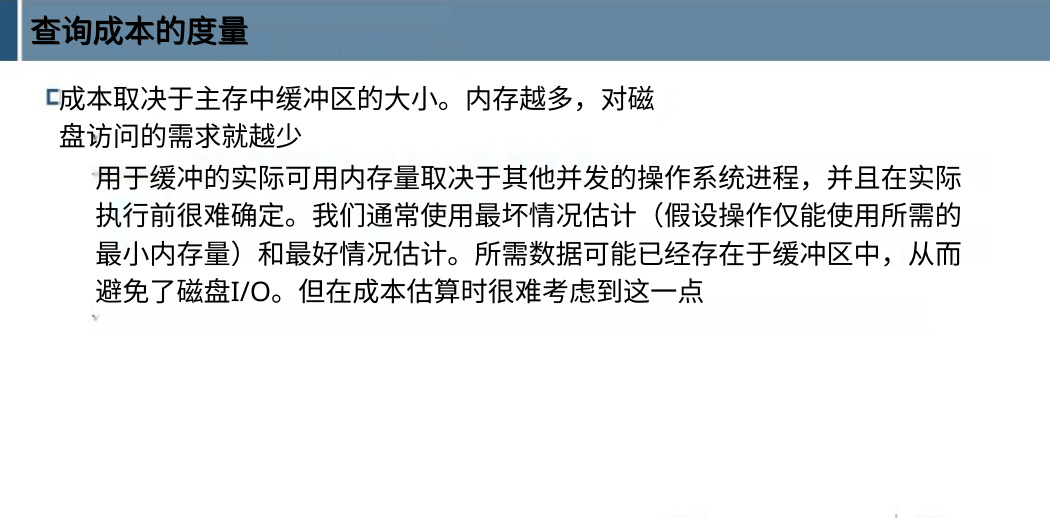 查询成本的度量
成本取决于主存中缓冲区的大小。内存越多，对磁
盘访问的需求就越少
用于缓冲的实际可用内存量取决于其他并发的操作系统进程，并且在实际
执行前很难确定。我们通常使用最坏情况估计（假设操作仅能使用所需的
最小内存量）和最好情况估计。所需数据可能已经存在于缓冲区中，从而
避免了磁盘I/O。但在成本估算时很难考虑到这一点